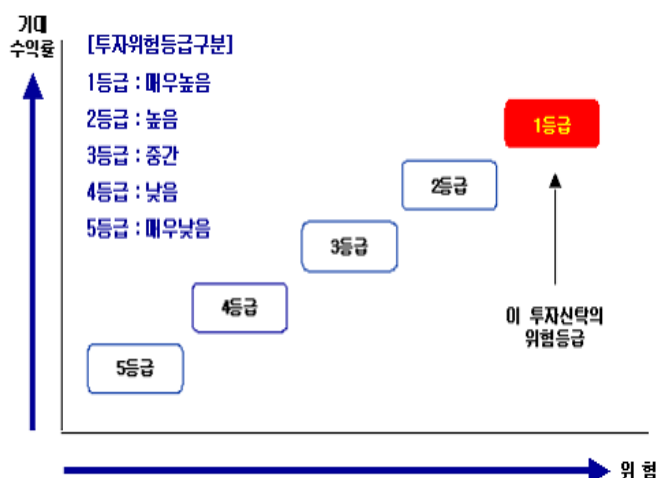 기대
수익률
[투자위험등급구분]
1등급 : 매우높음
2등급 : 높음
3등급 : 중간
4등급 : 낮음
5등급 : 매우낮음
1등급
2등급
3등급
4등급
5등급
이 투자신탁의
위험등급
위 험